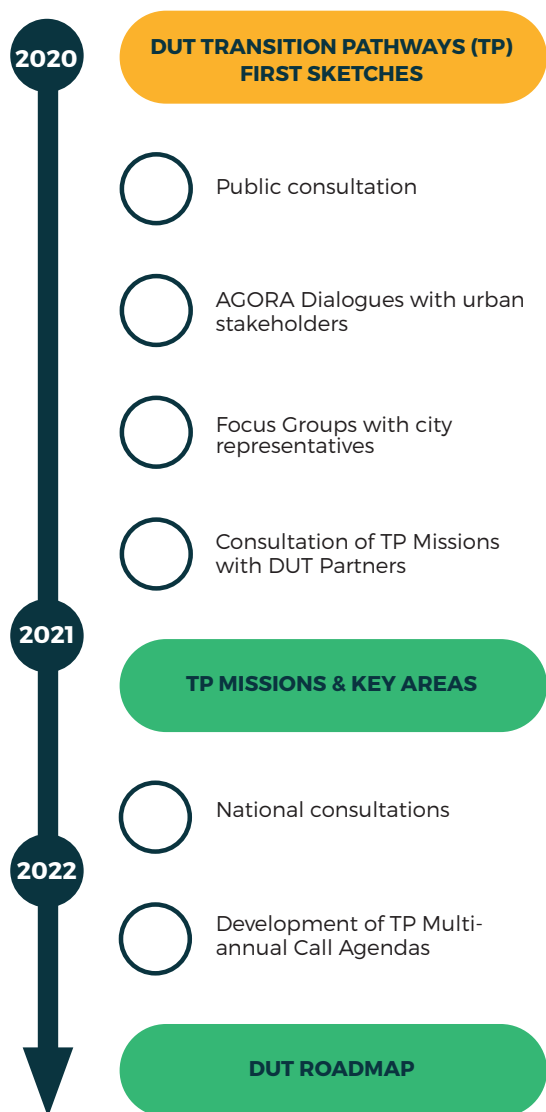 2020
DUT TRANSITION PATHWAYS (TP)
FIRST SKETCHES
Public consultation
AGORA Dialogues with urban
stakeholders
Focus Groups with city
representatives
Consultation of TP Missions
with DUT Partners
2021
TP MISSIONS & KEY AREAS
National consultations
2022
Development of TP Multi-
annual Call Agendas
DUT ROADMAP